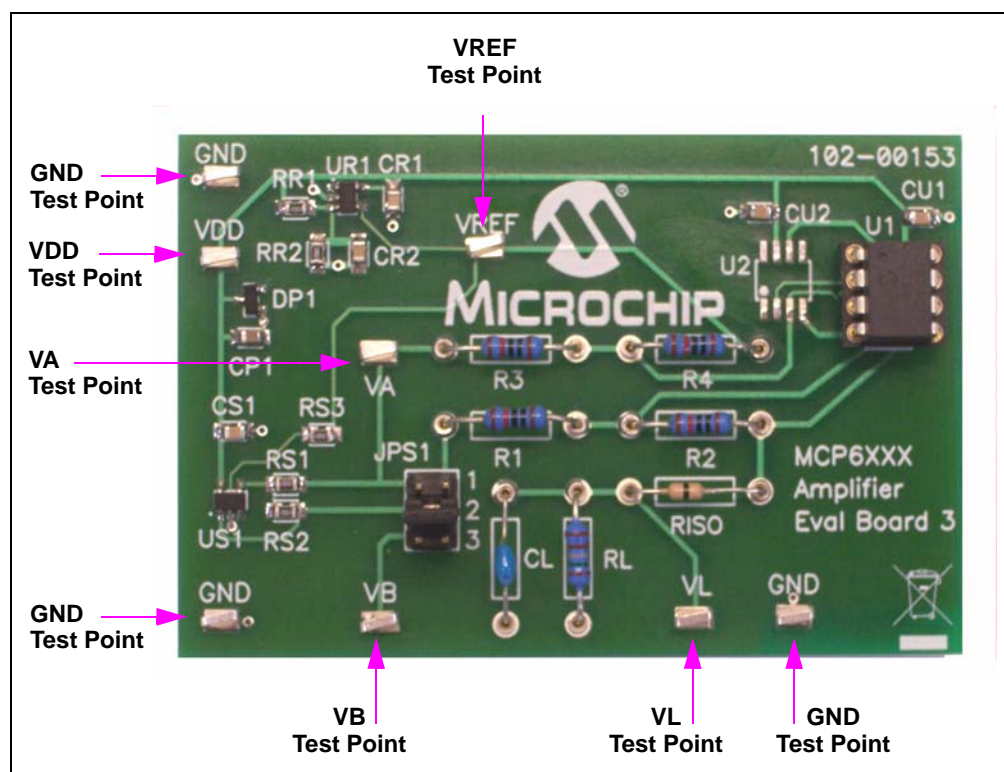 VREF
Test Point
GND
Test Point
VDD
Test Point
VA
Test Point
GND
Test Point
VB
Test Point
VL
Test Point
GND
Test Point
GND
UR1
CR1
RR1
102-00153
CU1
VDD
VREF
®
CU2
U1
RR2
CR2
U2
DP1
MICROCHIP
CP1
VA
R3
R4
CS1
RS3
JPS1
RS1
R1
R2
1
2
3
MCP6XXX
Amplifier
Eval Board 3
US1
RS2
RISO
CL
RL
GND
VB
VL
GND